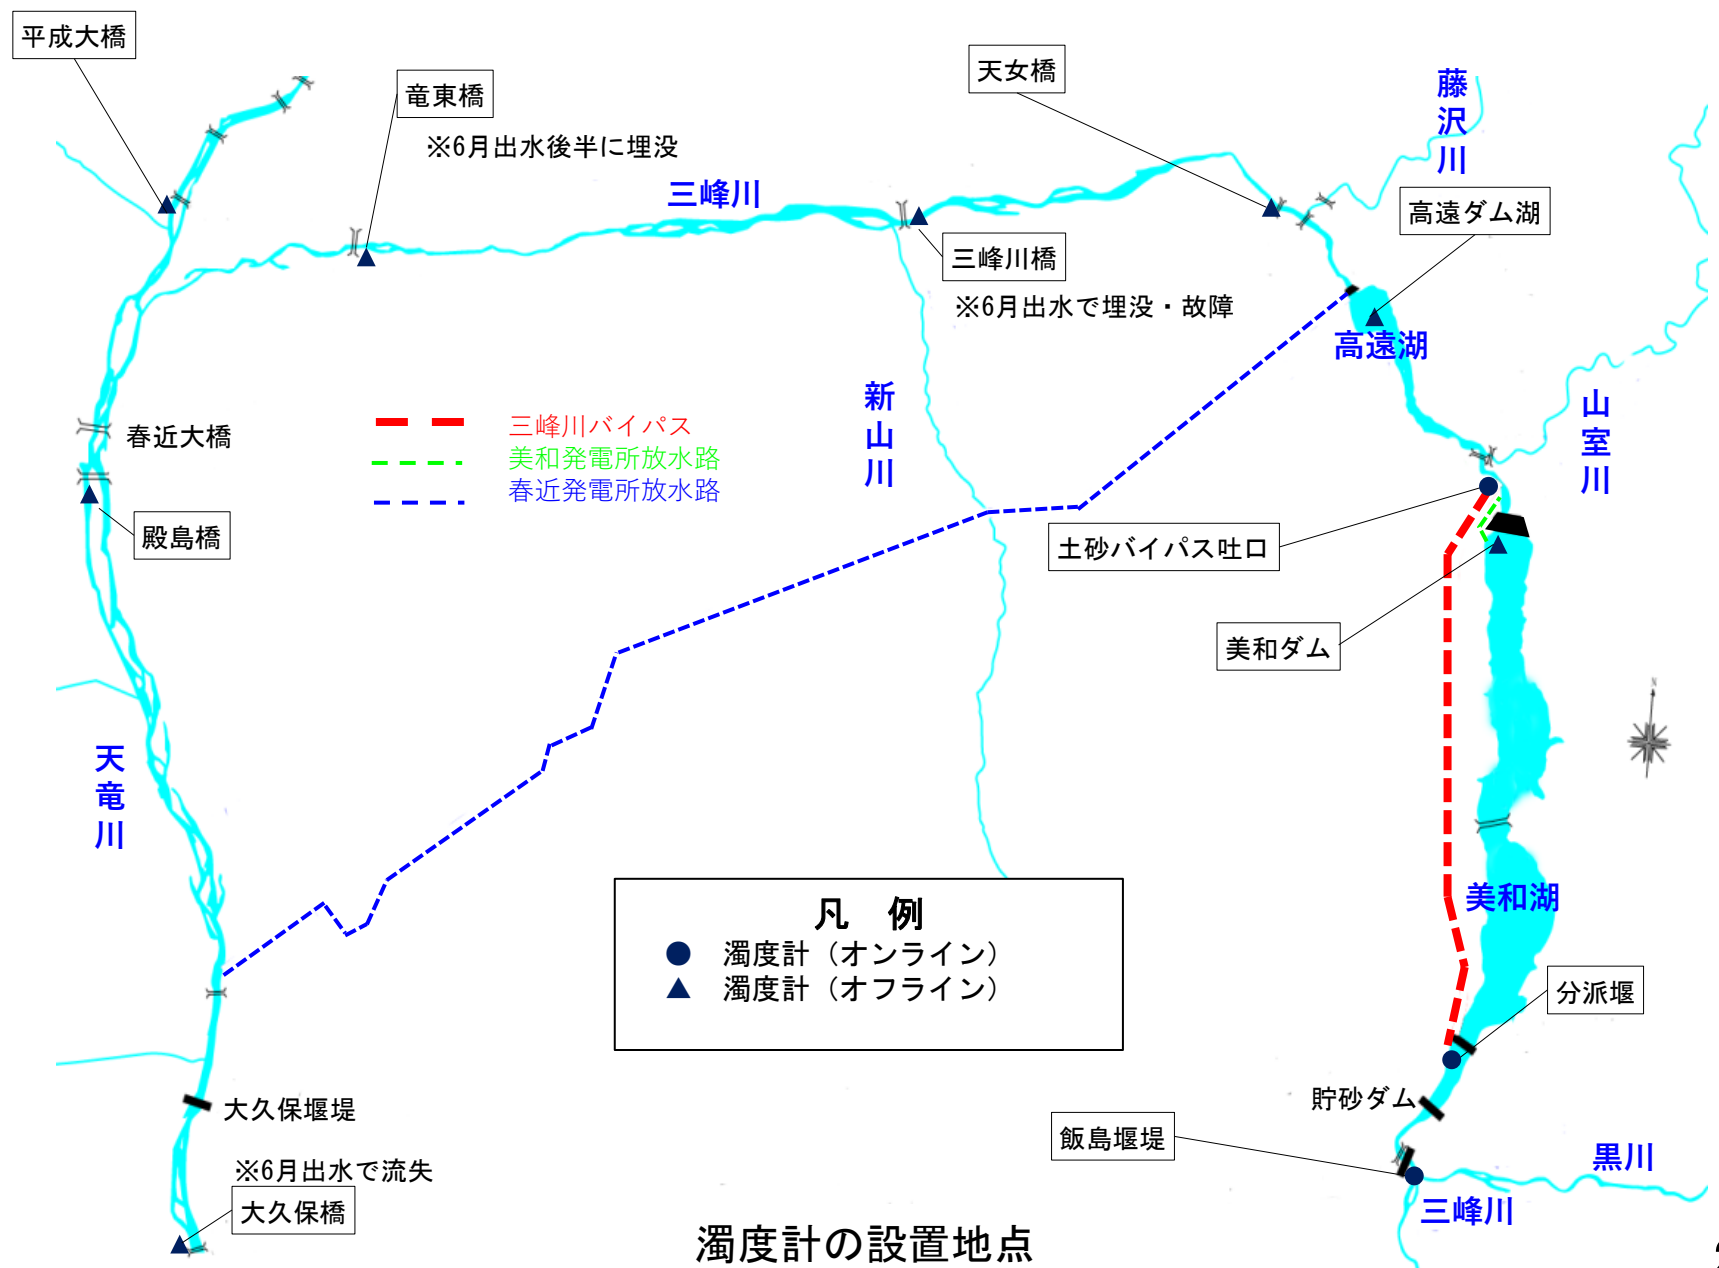 平成大橋
竜東橋
※6月出水後半に埋没
天女橋
藤沢川
三峰川
高遠ダム湖
三峰川橋
※6月出水で埋没・故障
高遠湖
新山川
山室川
春近大橋
三峰川バイパス
美和発電所放水路
春近発電所放水路
殿島橋
土砂バイパス吐口
美和ダム
N
天竜川
美和湖
凡 例
濁度計（オンライン）
濁度計（オフライン）
分派堰
貯砂ダム
大久保堰堤
飯島堰堤
黒川
※6月出水で流失
大久保橋
三峰川
濁度計の設置地点